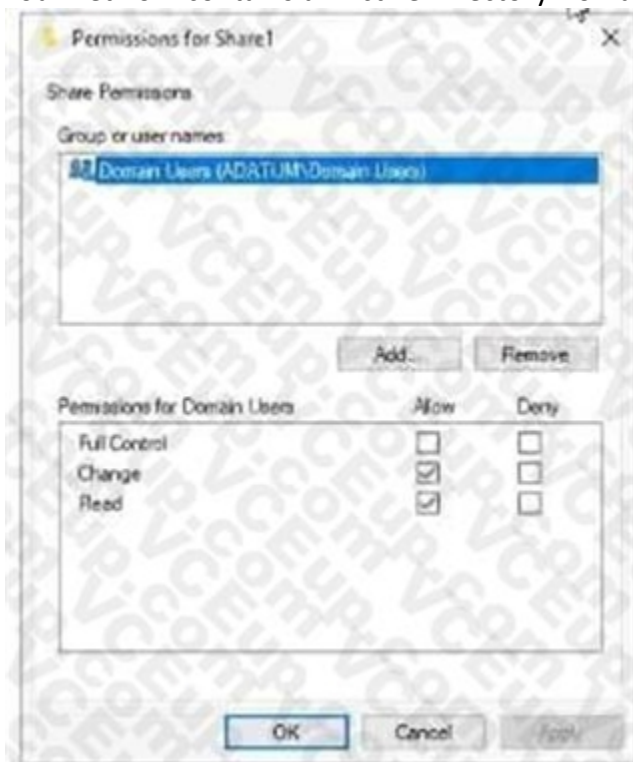 Permissions for Share1
Share Permissions
Group or user names:
Domain Users (ADATUM\Domain Users)
Add... Remove
Permissions for Domain Users Allow Deny
Full Control
Change
Read
OK Cancel Apply